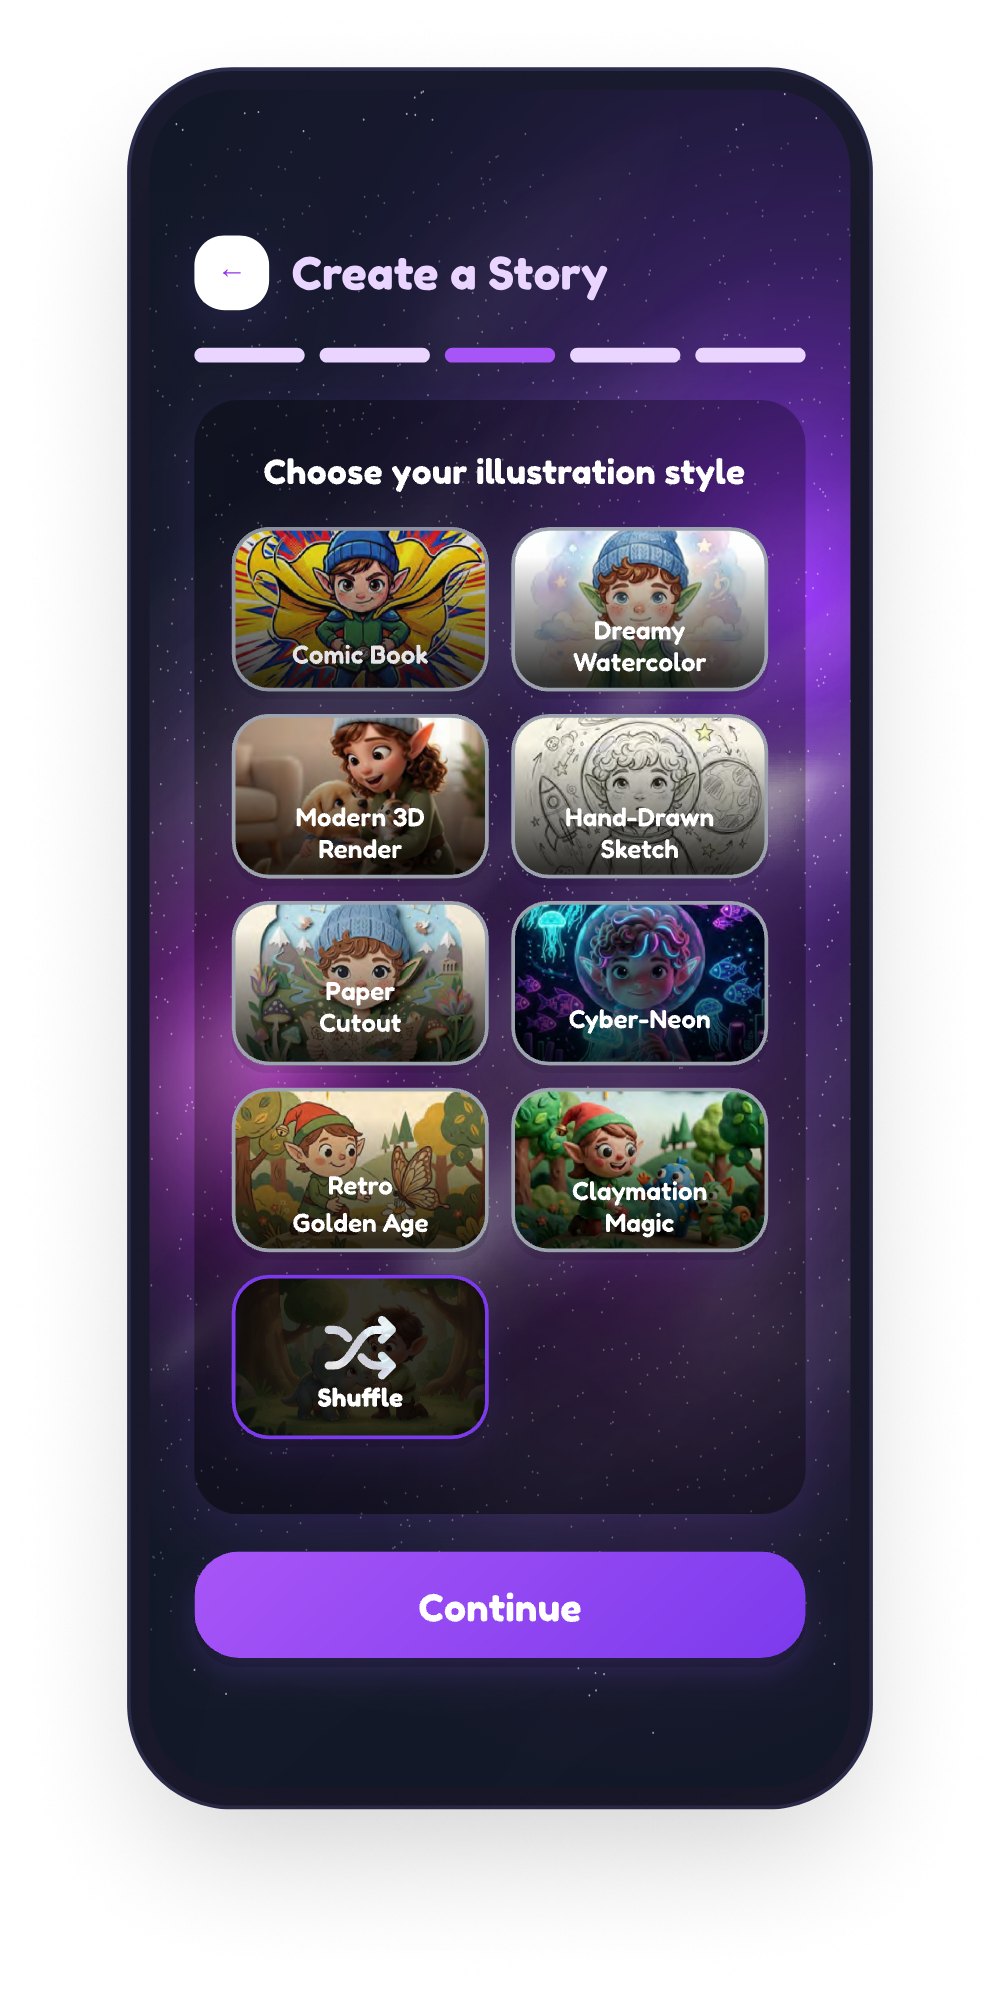 ← Create a Story
Choose your illustration style
Comic Book
Dreamy
Watercolor
Modern 3D
Render
Hand-Drawn
Sketch
Paper
Cutout
Cyber-Neon
Retro
Golden Age
Claymation
Magic
Shuffle
Continue